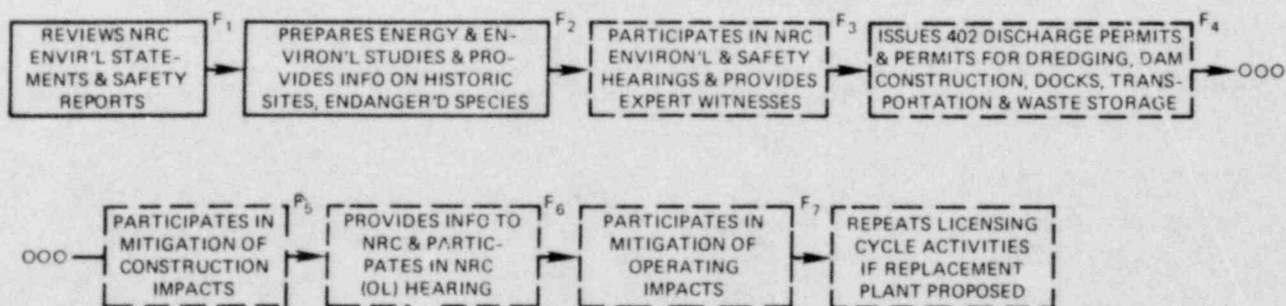 REVIEWS NRC
ENVIR'L STATE-
MENTS & SAFETY
REPORTS
F1
PREPARES ENERGY & EN-
VIRON'L STUDIES & PRO-
VIDES INFO ON HISTORIC
SITES, ENDANGER'D SPECIES
F2
PARTICIPATES IN NRC
ENVIRON'L & SAFETY
HEARINGS & PROVIDES
EXPERT WITNESSES
F3
ISSUES 402 DISCHARGE PERMITS
& PERMITS FOR DREDGING, DAM
CONSTRUCTION, DOCKS, TRANS-
PORTATION & WASTE STORAGE
F4
OOO
OOO
PARTICIPATES IN
MITIGATION OF
CONSTRUCTION
IMPACTS
F5
PROVIDES INFO TO
NRC & PARTIC-
PATES IN NRC
(OL) HEARING
F6
PARTICIPATES IN
MITIGATION OF
OPERATING
IMPACTS
F7
REPEATS LICENSING
CYCLE ACTIVITIES
IF REPLACEMENT
PLANT PROPOSED